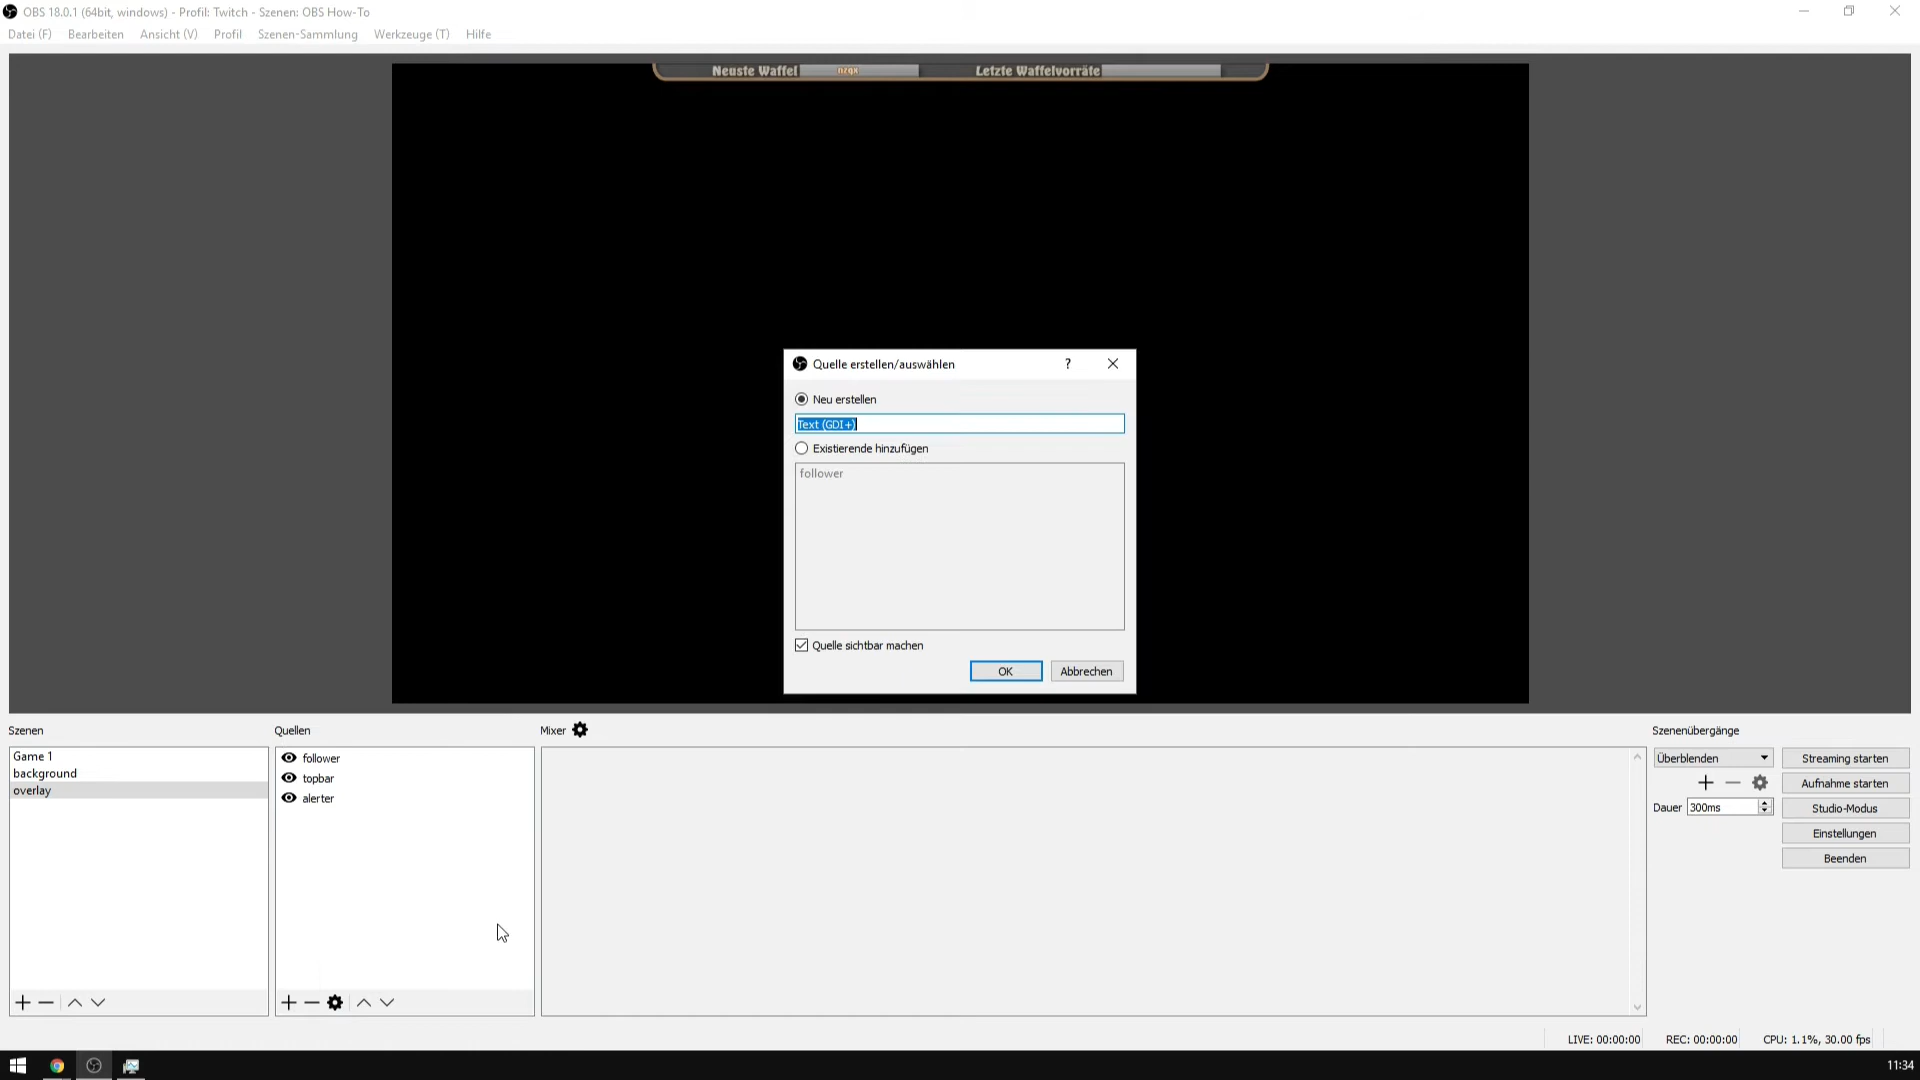 OBS 18.0.1 (64bit, windows) - Profil: Twitch - Szenen: OBS How-To
Datei (F) Bearbeiten Ansicht (V) Profil Szenen-Sammlung Werkzeuge (T) Hilfe
Neuste Waffel nzqx Letzte Waffelvorräte
Quelle erstellen/auswählen ?
Neu erstellen
Text (GDI+)
Existierende hinzufügen
follower
Quelle sichtbar machen
OK Abbrechen
Szenen
Game 1
background
overlay
Quellen
follower
topbar
alerter
Mixer
Szenenübergänge
Überblenden
Dauer 300ms
Streaming starten
Aufnahme starten
Studio-Modus
Einstellungen
Beenden
LIVE: 00:00:00 REC: 00:00:00 CPU: 1.1%, 30.00 fps
11:34